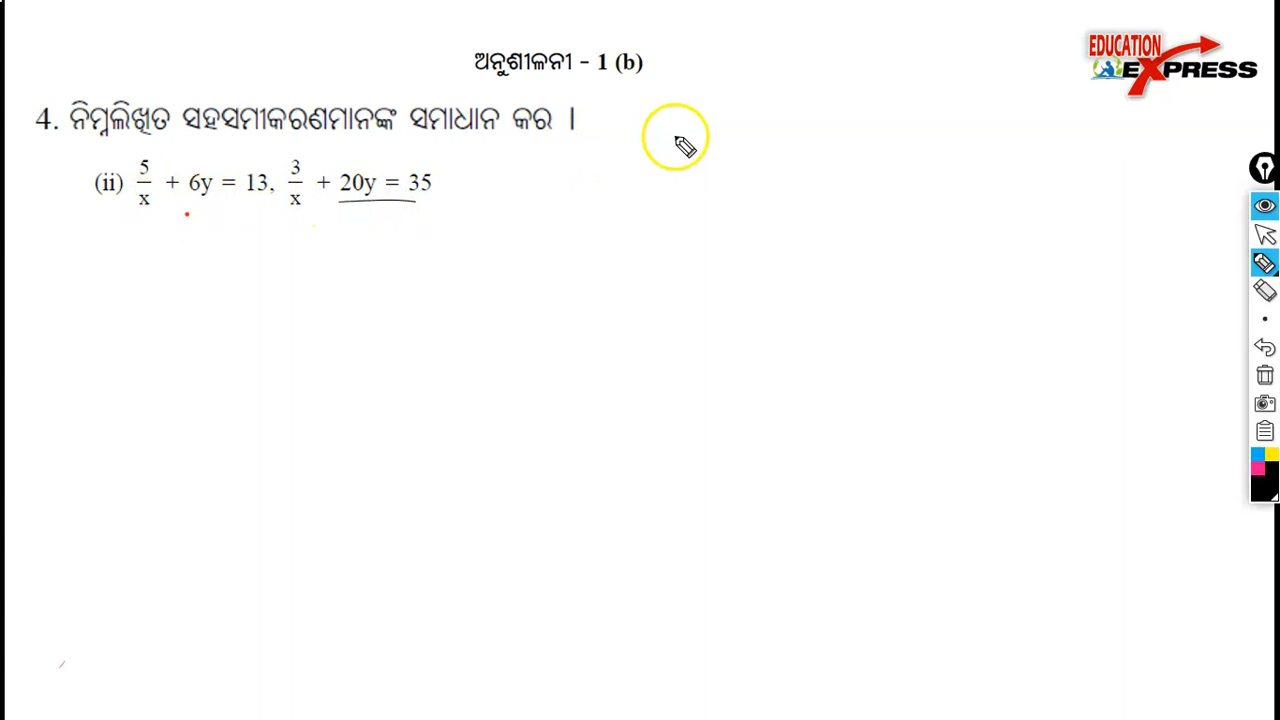 EDUCATION
EXPRESS
ଅନୁଶୀଳନୀ - 1 (b)
4. ନିମ୍ନଲିଖିତ ସହସମୀକରଣମାନଙ୍କ ସମାଧାନ କର ।
(ii) 5/x + 6y = 13, 3/x + 20y = 35